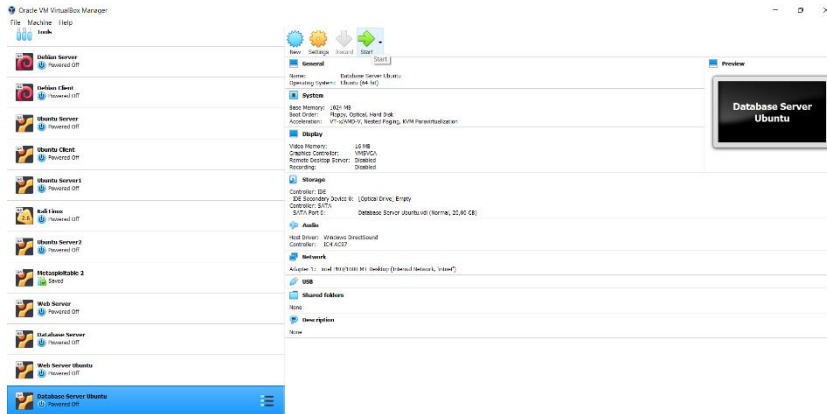 Oracle VM VirtualBox Manager
File Machine Help
Tools
Debian Server
Powered Off
Debian Client
Powered Off
Ubuntu Server
Powered Off
Ubuntu Client
Powered Off
Ubuntu Server1
Powered Off
Kali Linux
Powered Off
Ubuntu Server2
Powered Off
Metasploitable 2
Saved
Web Server
Powered Off
Database Server
Powered Off
Web Server Ubuntu
Powered Off
Database Server Ubuntu
Powered Off
New Settings Discard Start
Start
General
Name: Database Server Ubuntu
Operating System: Ubuntu (64-bit)
System
Base Memory: 1024 MB
Boot Order: Floppy, Optical, Hard Disk
Acceleration: VT-x/AMD-V, Nested Paging, KVM Paravirtualization
Display
Video Memory: 16 MB
Graphics Controller: VMSVGA
Remote Desktop Server: Disabled
Recording: Disabled
Storage
Controller: IDE
IDE Secondary Device 0: [Optical Drive] Empty
Controller: SATA
SATA Port 0: Database Server Ubuntu.vdi (Normal, 20,00 GB)
Audio
Host Driver: Windows DirectSound
Controller: ICH AC97
Network
Adapter 1: Intel PRO/1000 MT Desktop (Internal Network, 'intnet')
USB
Shared folders
None
Description
None
Preview
Database Server
Ubuntu